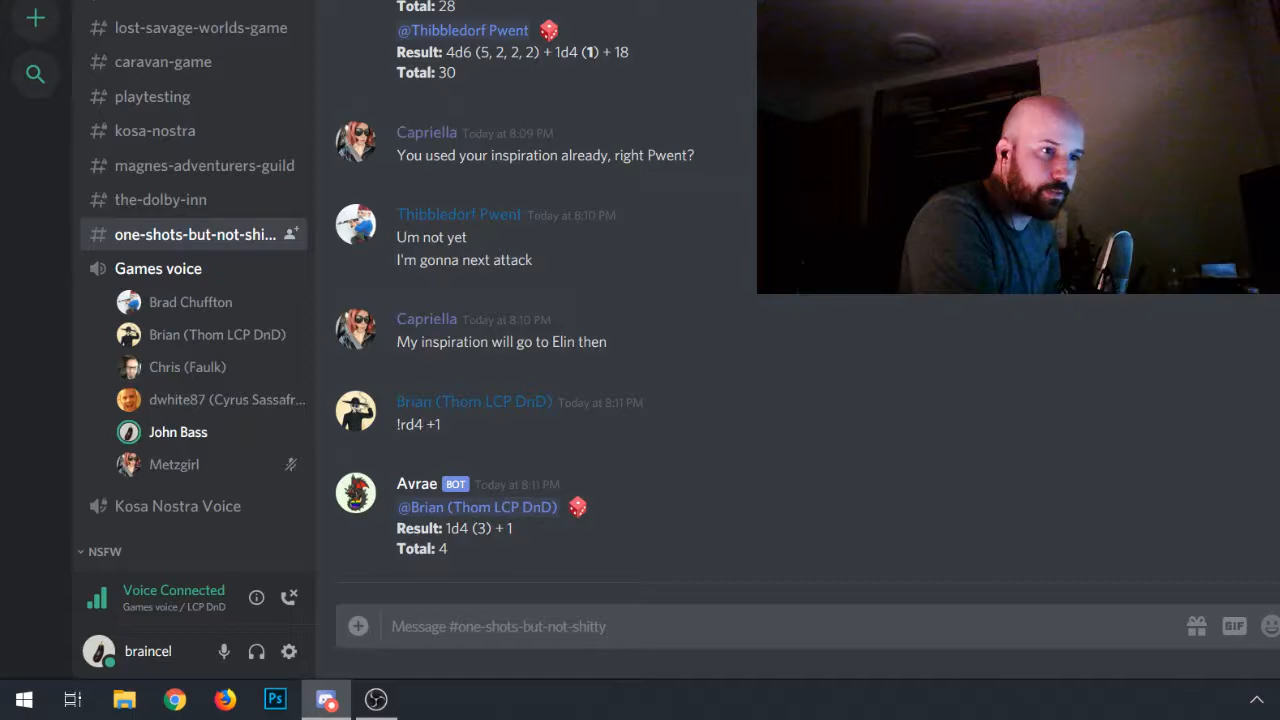 lost-savage-worlds-game
caravan-game
playtesting
kosa-nostra
magnes-adventurers-guild
the-dolby-inn
one-shots-but-not-shi...
Games voice
Brad Chuffton
Brian (Thom LCP DnD)
Chris (Faulk)
dwhite87 (Cyrus Sassafr...
John Bass
Metzgirl
Kosa Nostra Voice
NSFW
Voice Connected
Games voice / LCP DnD
braincel
Total: 28
@Thibbledorf Pwent
Result: 4d6 (5, 2, 2, 2) + 1d4 (1) + 18
Total: 30
Capriella Today at 8:09 PM
You used your inspiration already, right Pwent?
Thibbledorf Pwent Today at 8:10 PM
Um not yet
I'm gonna next attack
Capriella Today at 8:10 PM
My inspiration will go to Elin then
Brian (Thom LCP DnD) Today at 8:11 PM
!rd4 +1
Avrae BOT Today at 8:11 PM
@Brian (Thom LCP DnD)
Result: 1d4 (3) + 1
Total: 4
Message #one-shots-but-not-shitty
GIF
Ps